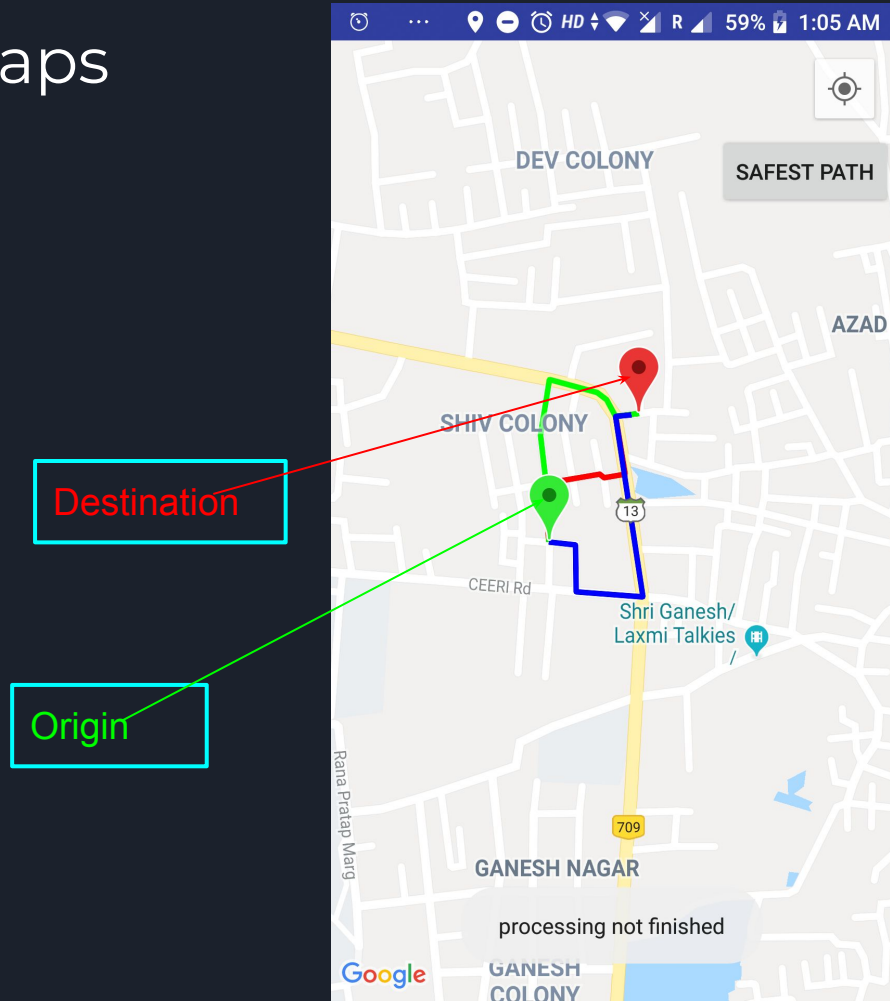 aps
HD R 59% 1:05 AM
DEV COLONY
SAFEST PATH
AZAD
SHIV COLONY
Destination
13
CEERI Rd
Shri Ganesh/
Laxmi Talkies
/
Origin
Rana Pratap Marg
709
GANESH NAGAR
processing not finished
Google
GANESH
COLONY